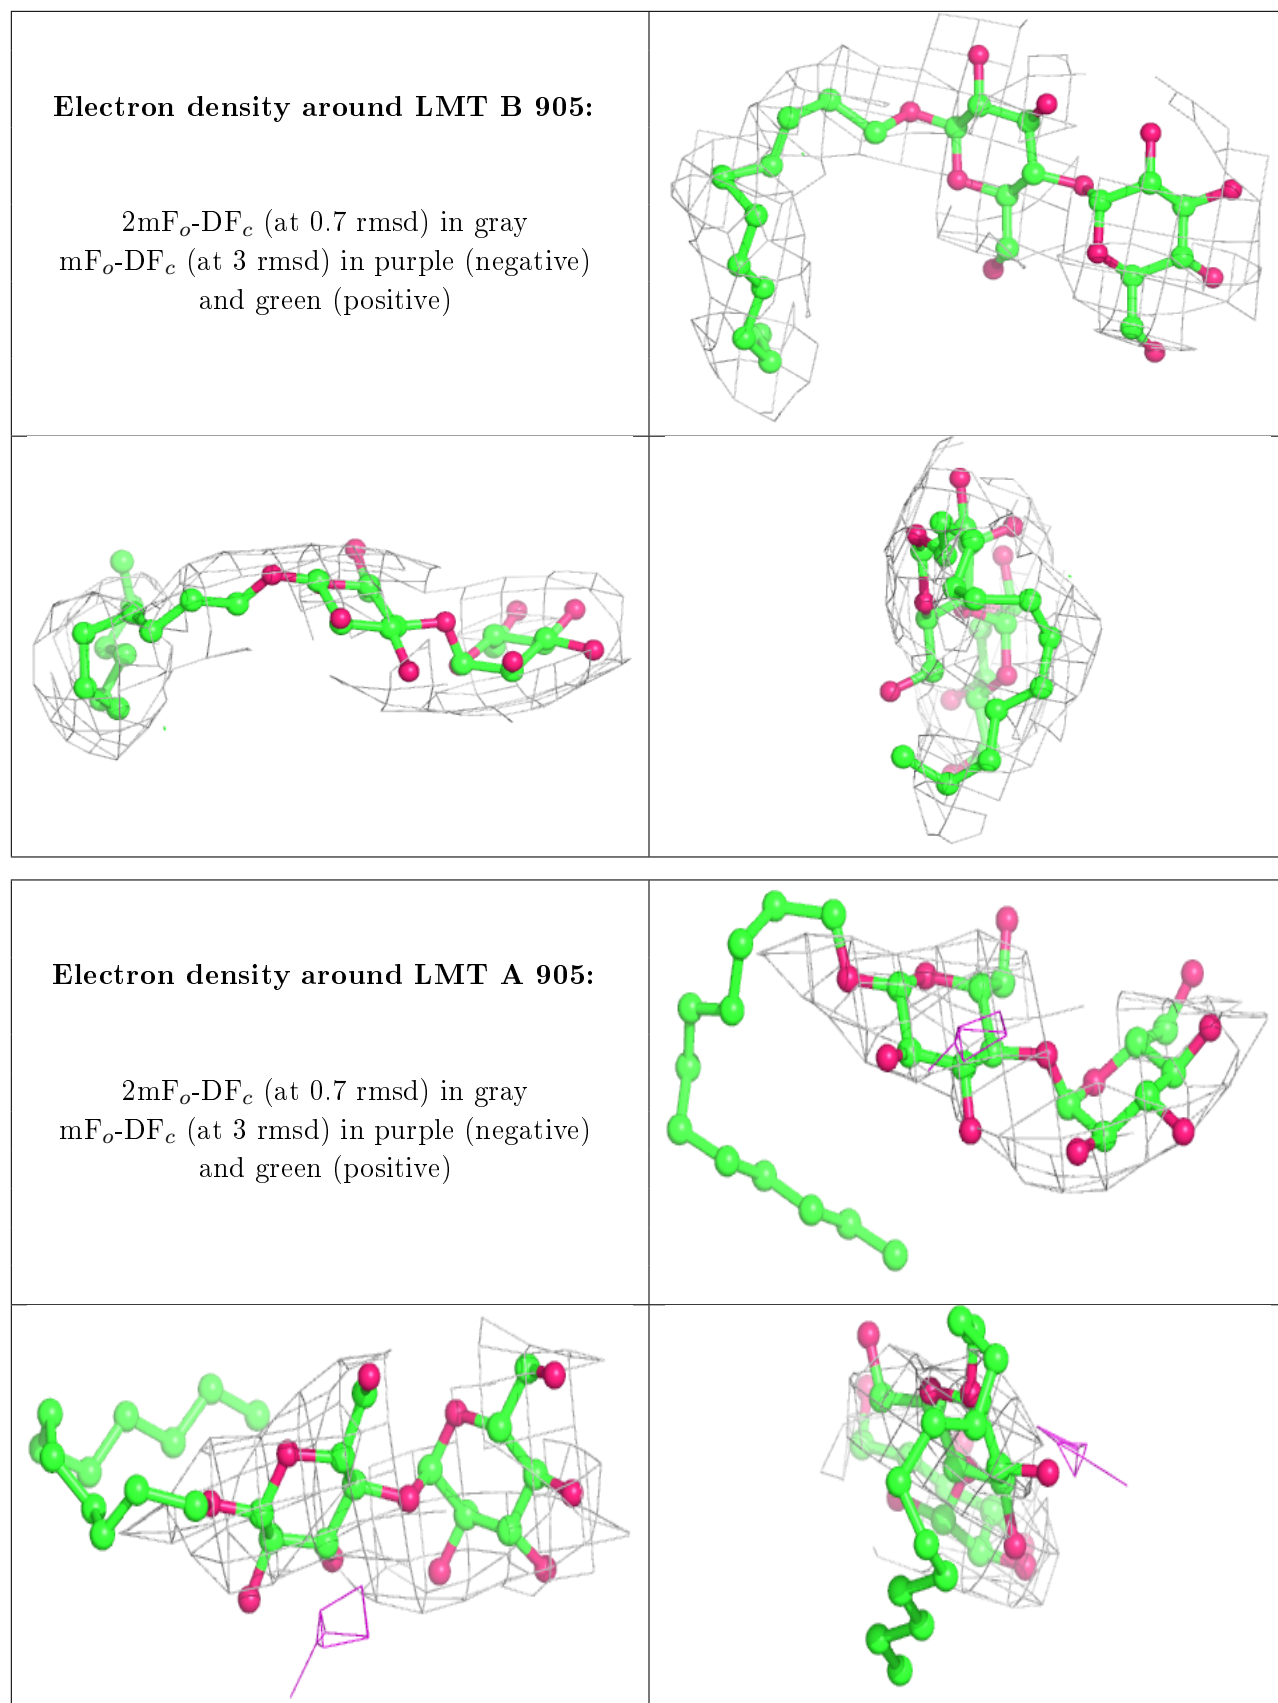 Electron density around LMT B 905:
2mFo-DFc (at 0.7 rmsd) in gray
mFo-DFc (at 3 rmsd) in purple (negative)
and green (positive)
Electron density around LMT A 905:
2mFo-DFc (at 0.7 rmsd) in gray
mFo-DFc (at 3 rmsd) in purple (negative)
and green (positive)